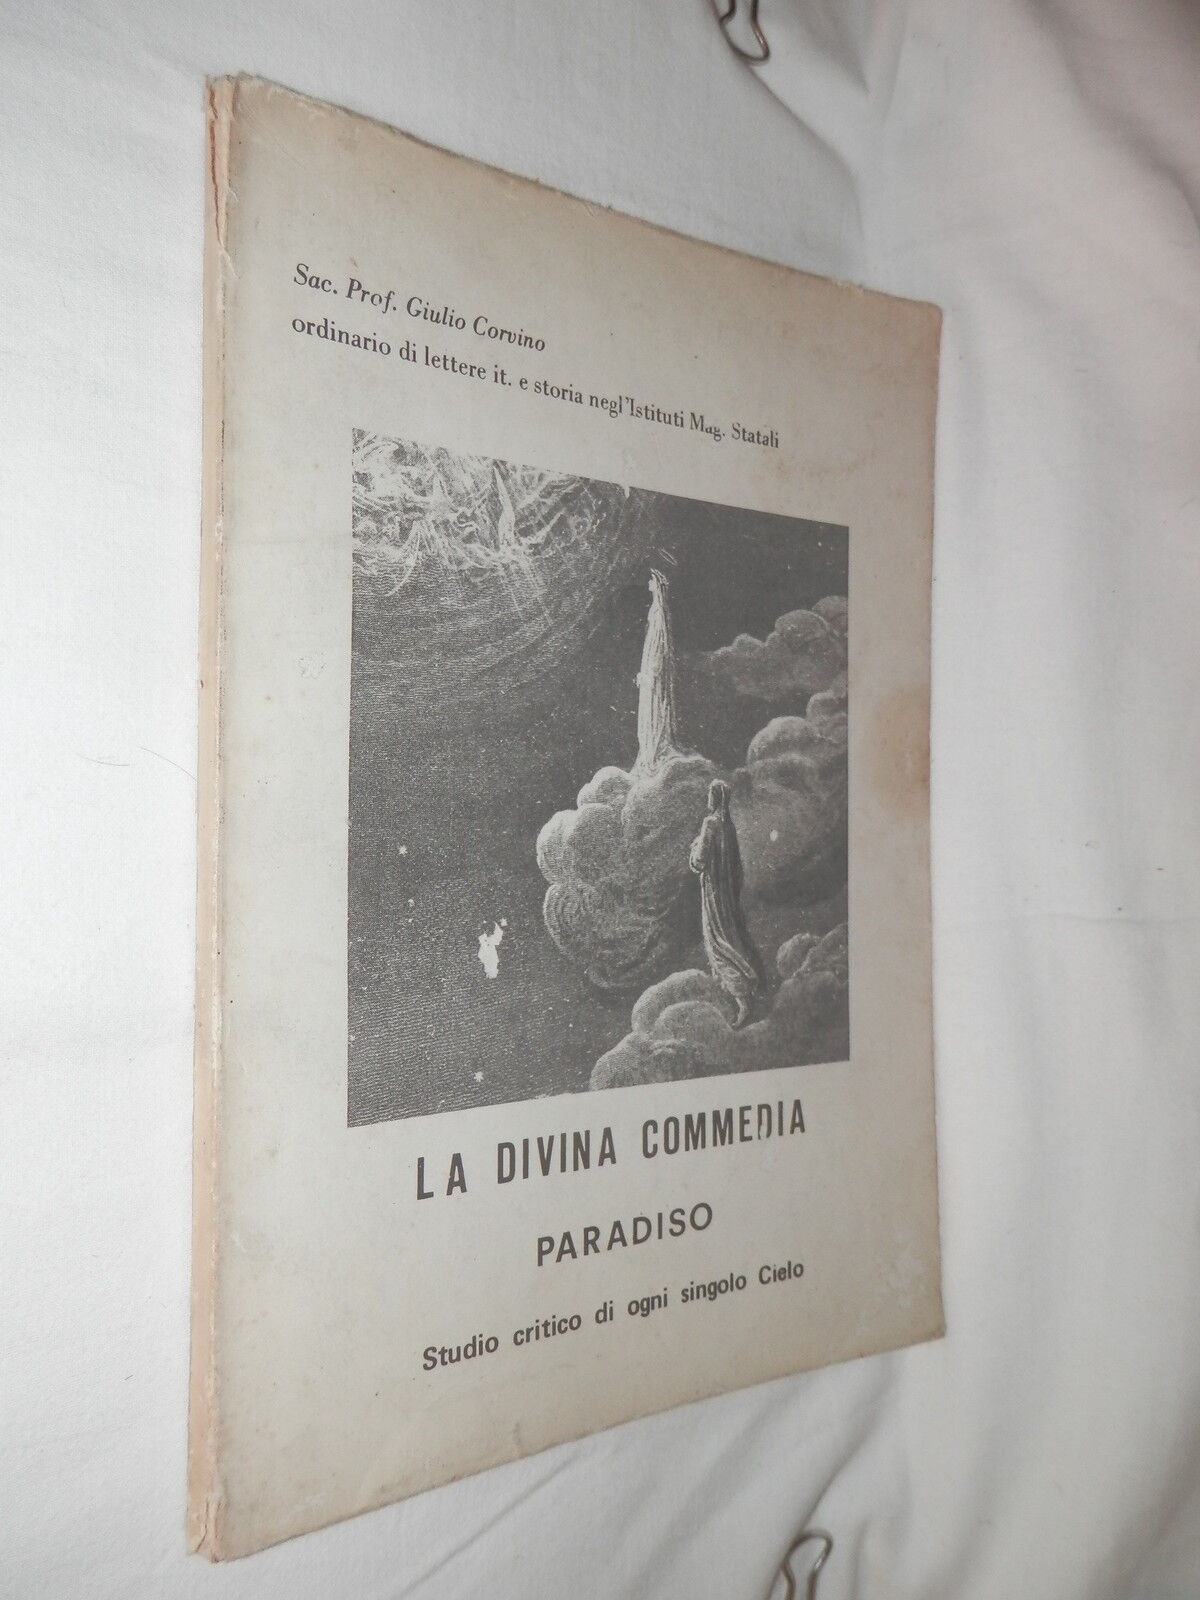 Sac. Prof. Giulio Corvino
ordinario di lettere it. e storia negl'Istituti Mag. Statali
LA DIVINA COMMEDIA
PARADISO
Studio critico di ogni singolo Cielo